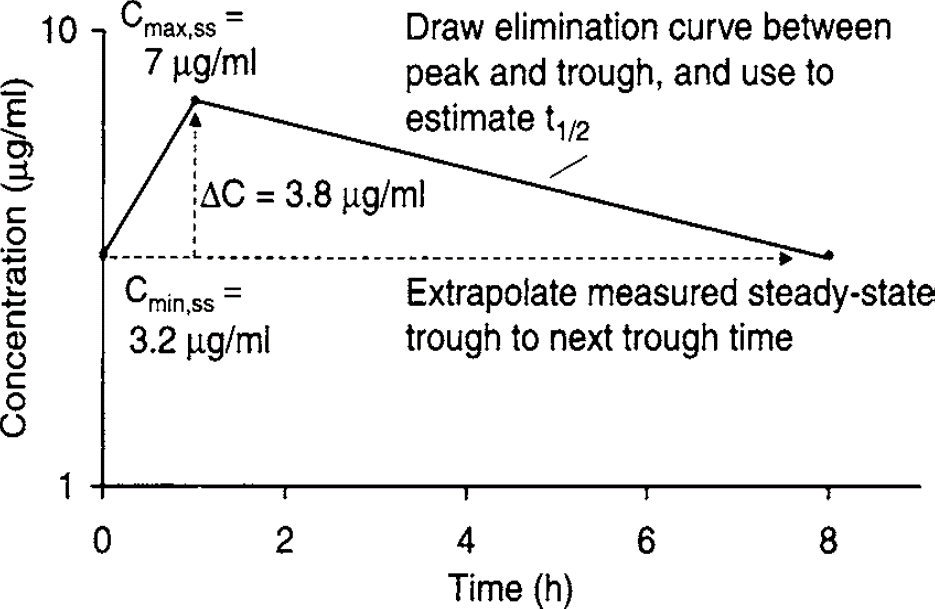 10
C_max,ss =
7 μg/ml
Draw elimination curve between
peak and trough, and use to
estimate t_1/2
ΔC = 3.8 μg/ml
C_min,ss =
3.2 μg/ml
Extrapolate measured steady-state
trough to next trough time
Concentration (μg/ml)
1
0 2 4 6 8
Time (h)